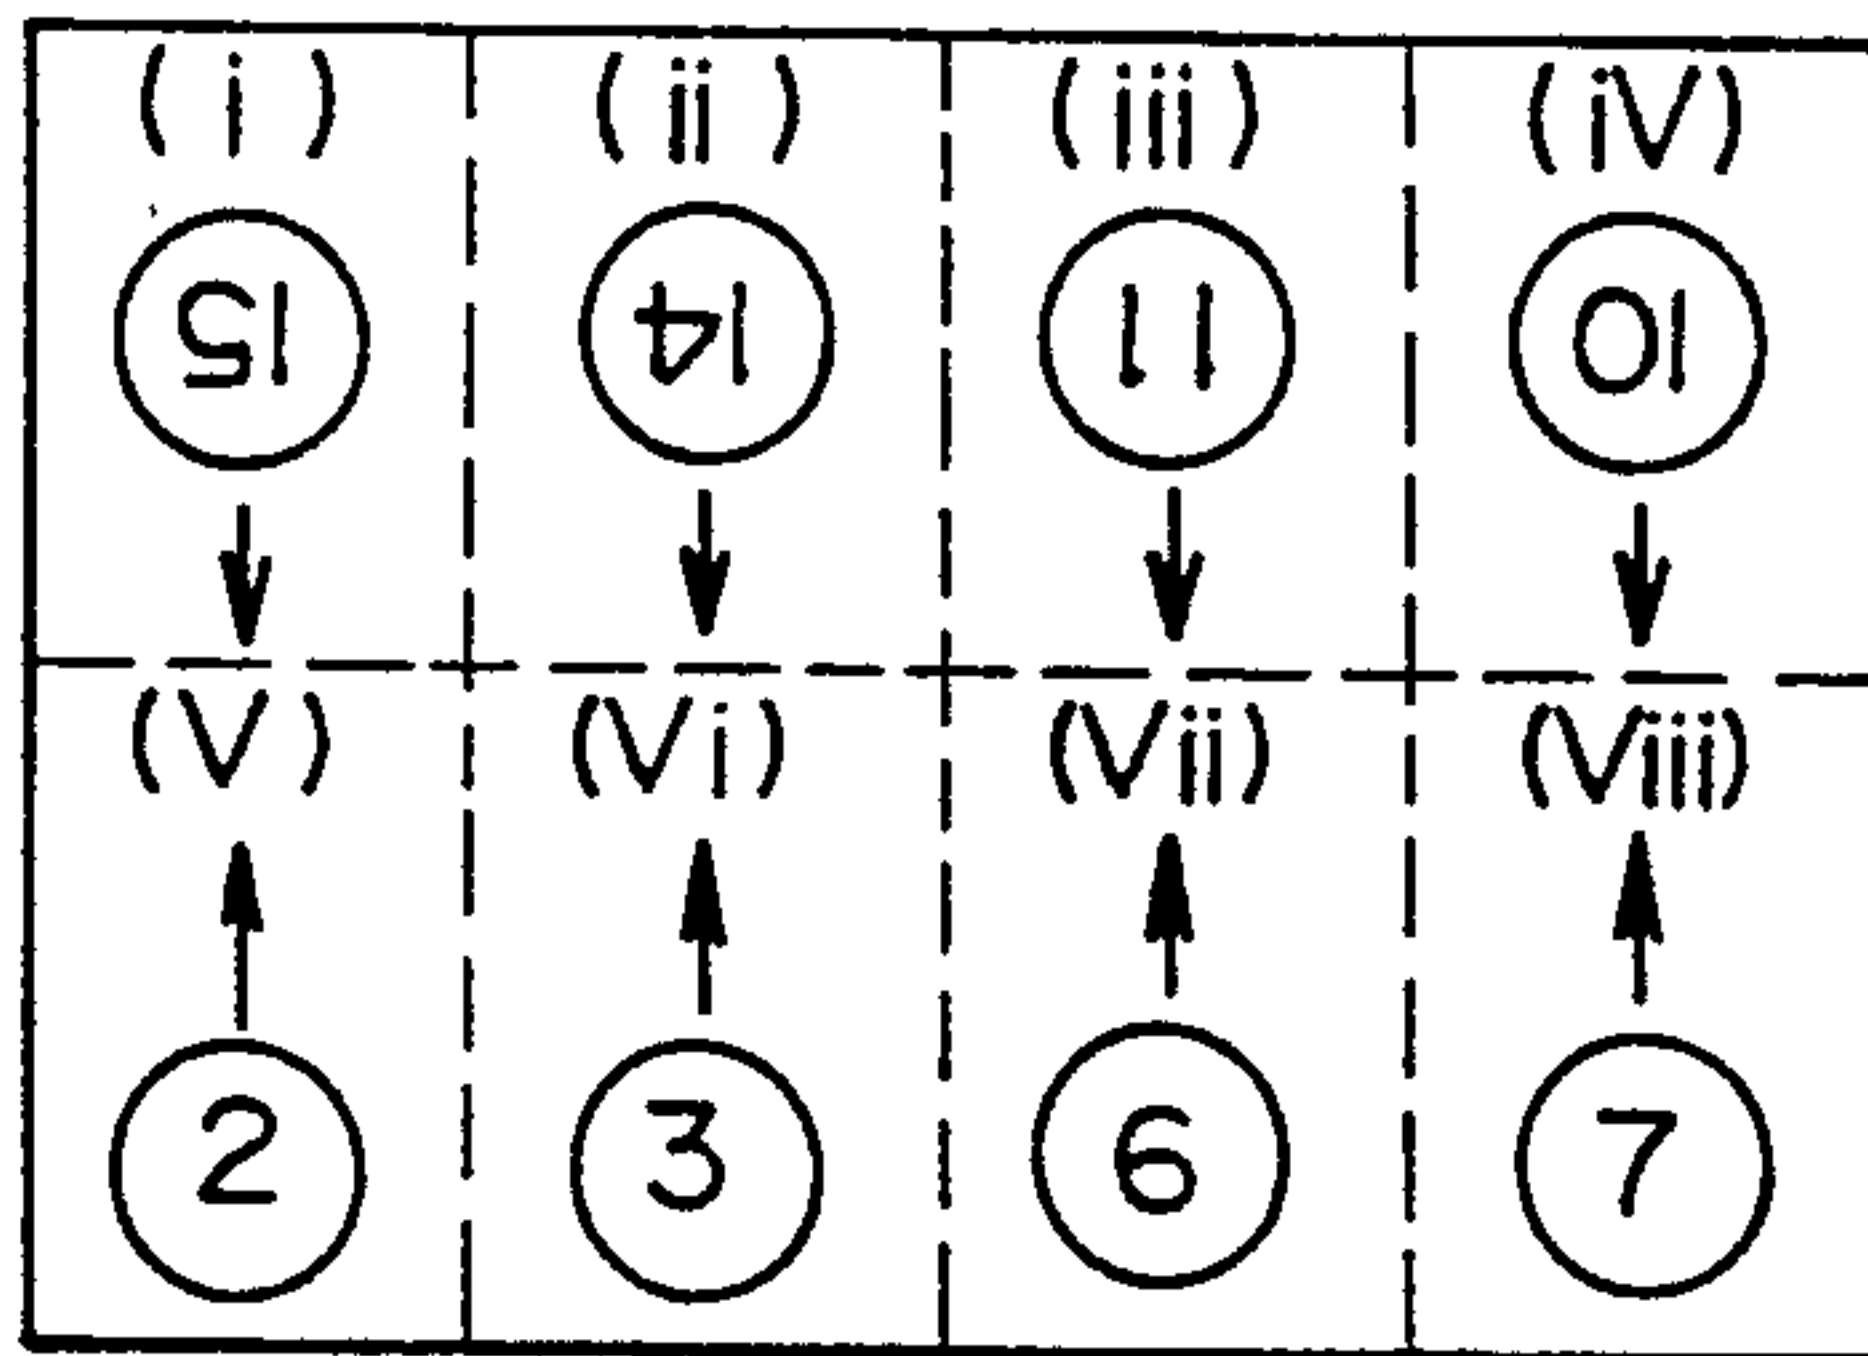 ( i ) ( ii ) ( iii ) ( iV )
15 14 11 10
( V ) ( Vi ) ( Vii ) ( Viii )
2 3 6 7